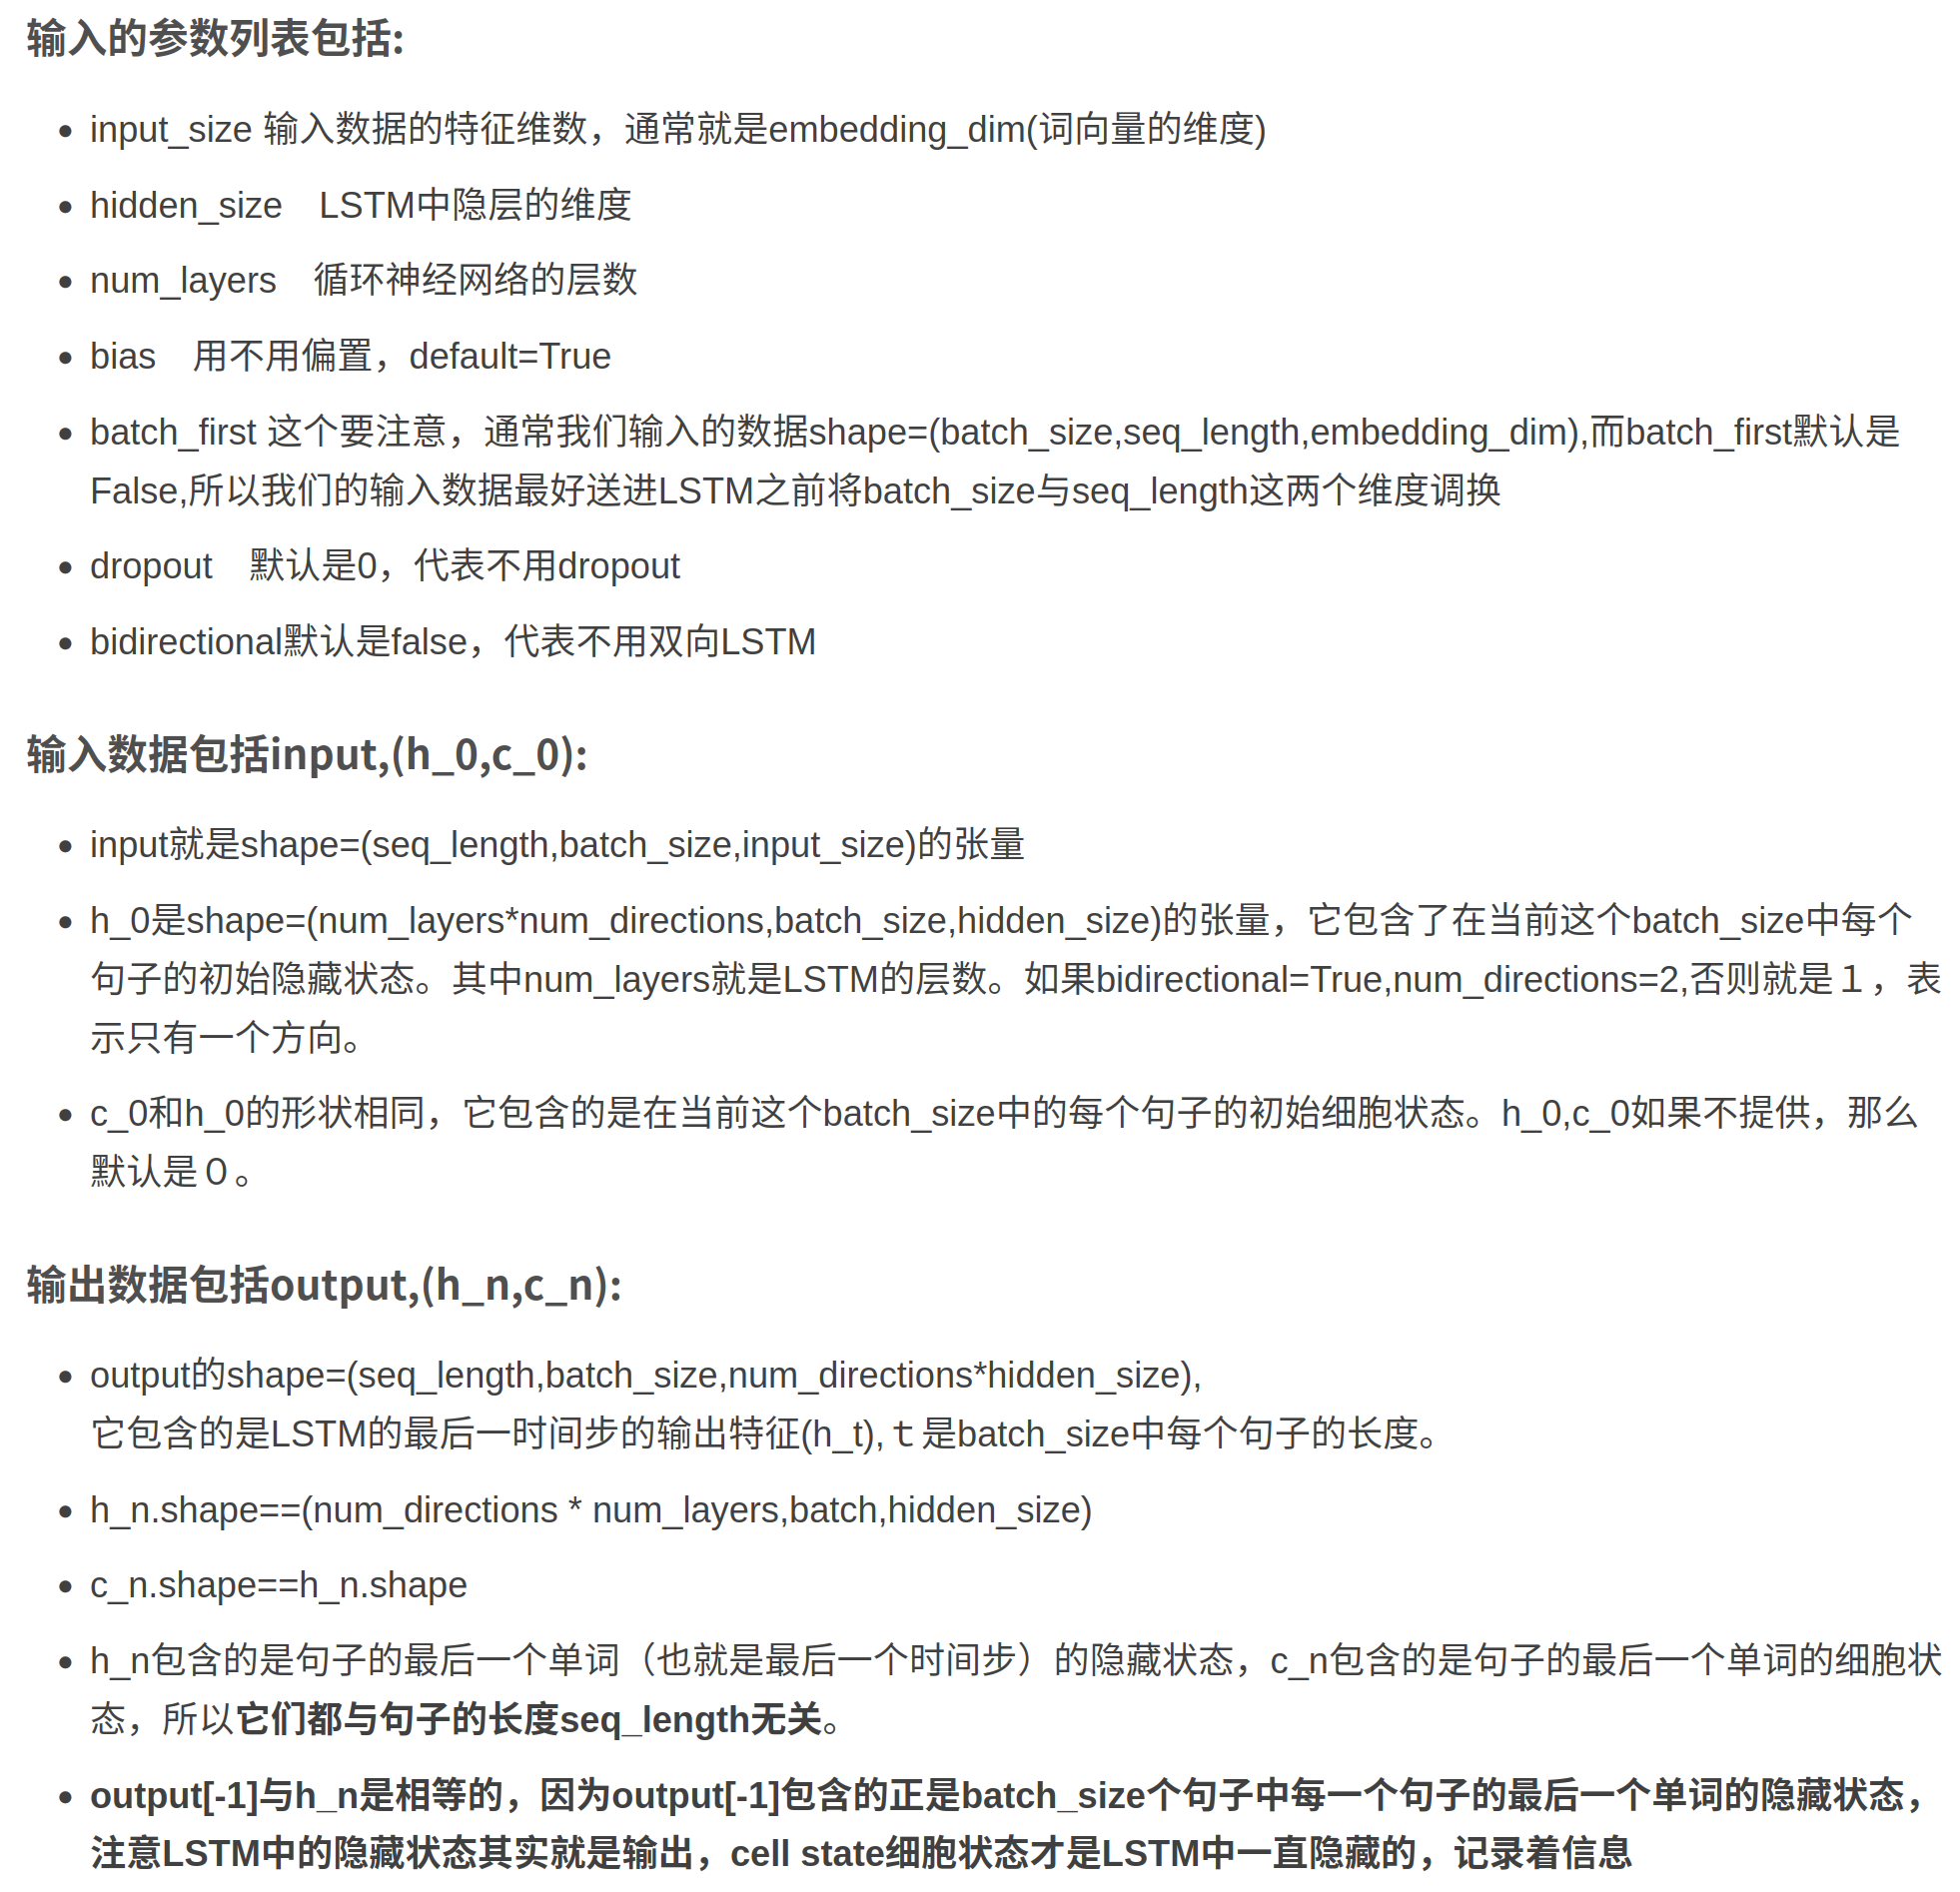 输入的参数列表包括:
input_size 输入数据的特征维数，通常就是embedding_dim(词向量的维度)
hidden_size　LSTM中隐层的维度
num_layers　循环神经网络的层数
bias　用不用偏置，default=True
batch_first 这个要注意，通常我们输入的数据shape=(batch_size,seq_length,embedding_dim),而batch_first默认是
False,所以我们的输入数据最好送进LSTM之前将batch_size与seq_length这两个维度调换
dropout　默认是0，代表不用dropout
bidirectional默认是false，代表不用双向LSTM
输入数据包括input,(h_0,c_0):
input就是shape=(seq_length,batch_size,input_size)的张量
h_0是shape=(num_layers*num_directions,batch_size,hidden_size)的张量，它包含了在当前这个batch_size中每个
句子的初始隐藏状态。其中num_layers就是LSTM的层数。如果bidirectional=True,num_directions=2,否则就是１，表
示只有一个方向。
c_0和h_0的形状相同，它包含的是在当前这个batch_size中的每个句子的初始细胞状态。h_0,c_0如果不提供，那么
默认是０。
输出数据包括output,(h_n,c_n):
output的shape=(seq_length,batch_size,num_directions*hidden_size),
它包含的是LSTM的最后一时间步的输出特征(h_t),ｔ是batch_size中每个句子的长度。
h_n.shape==(num_directions * num_layers,batch,hidden_size)
c_n.shape==h_n.shape
h_n包含的是句子的最后一个单词（也就是最后一个时间步）的隐藏状态，c_n包含的是句子的最后一个单词的细胞状
态，所以它们都与句子的长度seq_length无关。
output[-1]与h_n是相等的，因为output[-1]包含的正是batch_size个句子中每一个句子的最后一个单词的隐藏状态，
注意LSTM中的隐藏状态其实就是输出，cell state细胞状态才是LSTM中一直隐藏的，记录着信息